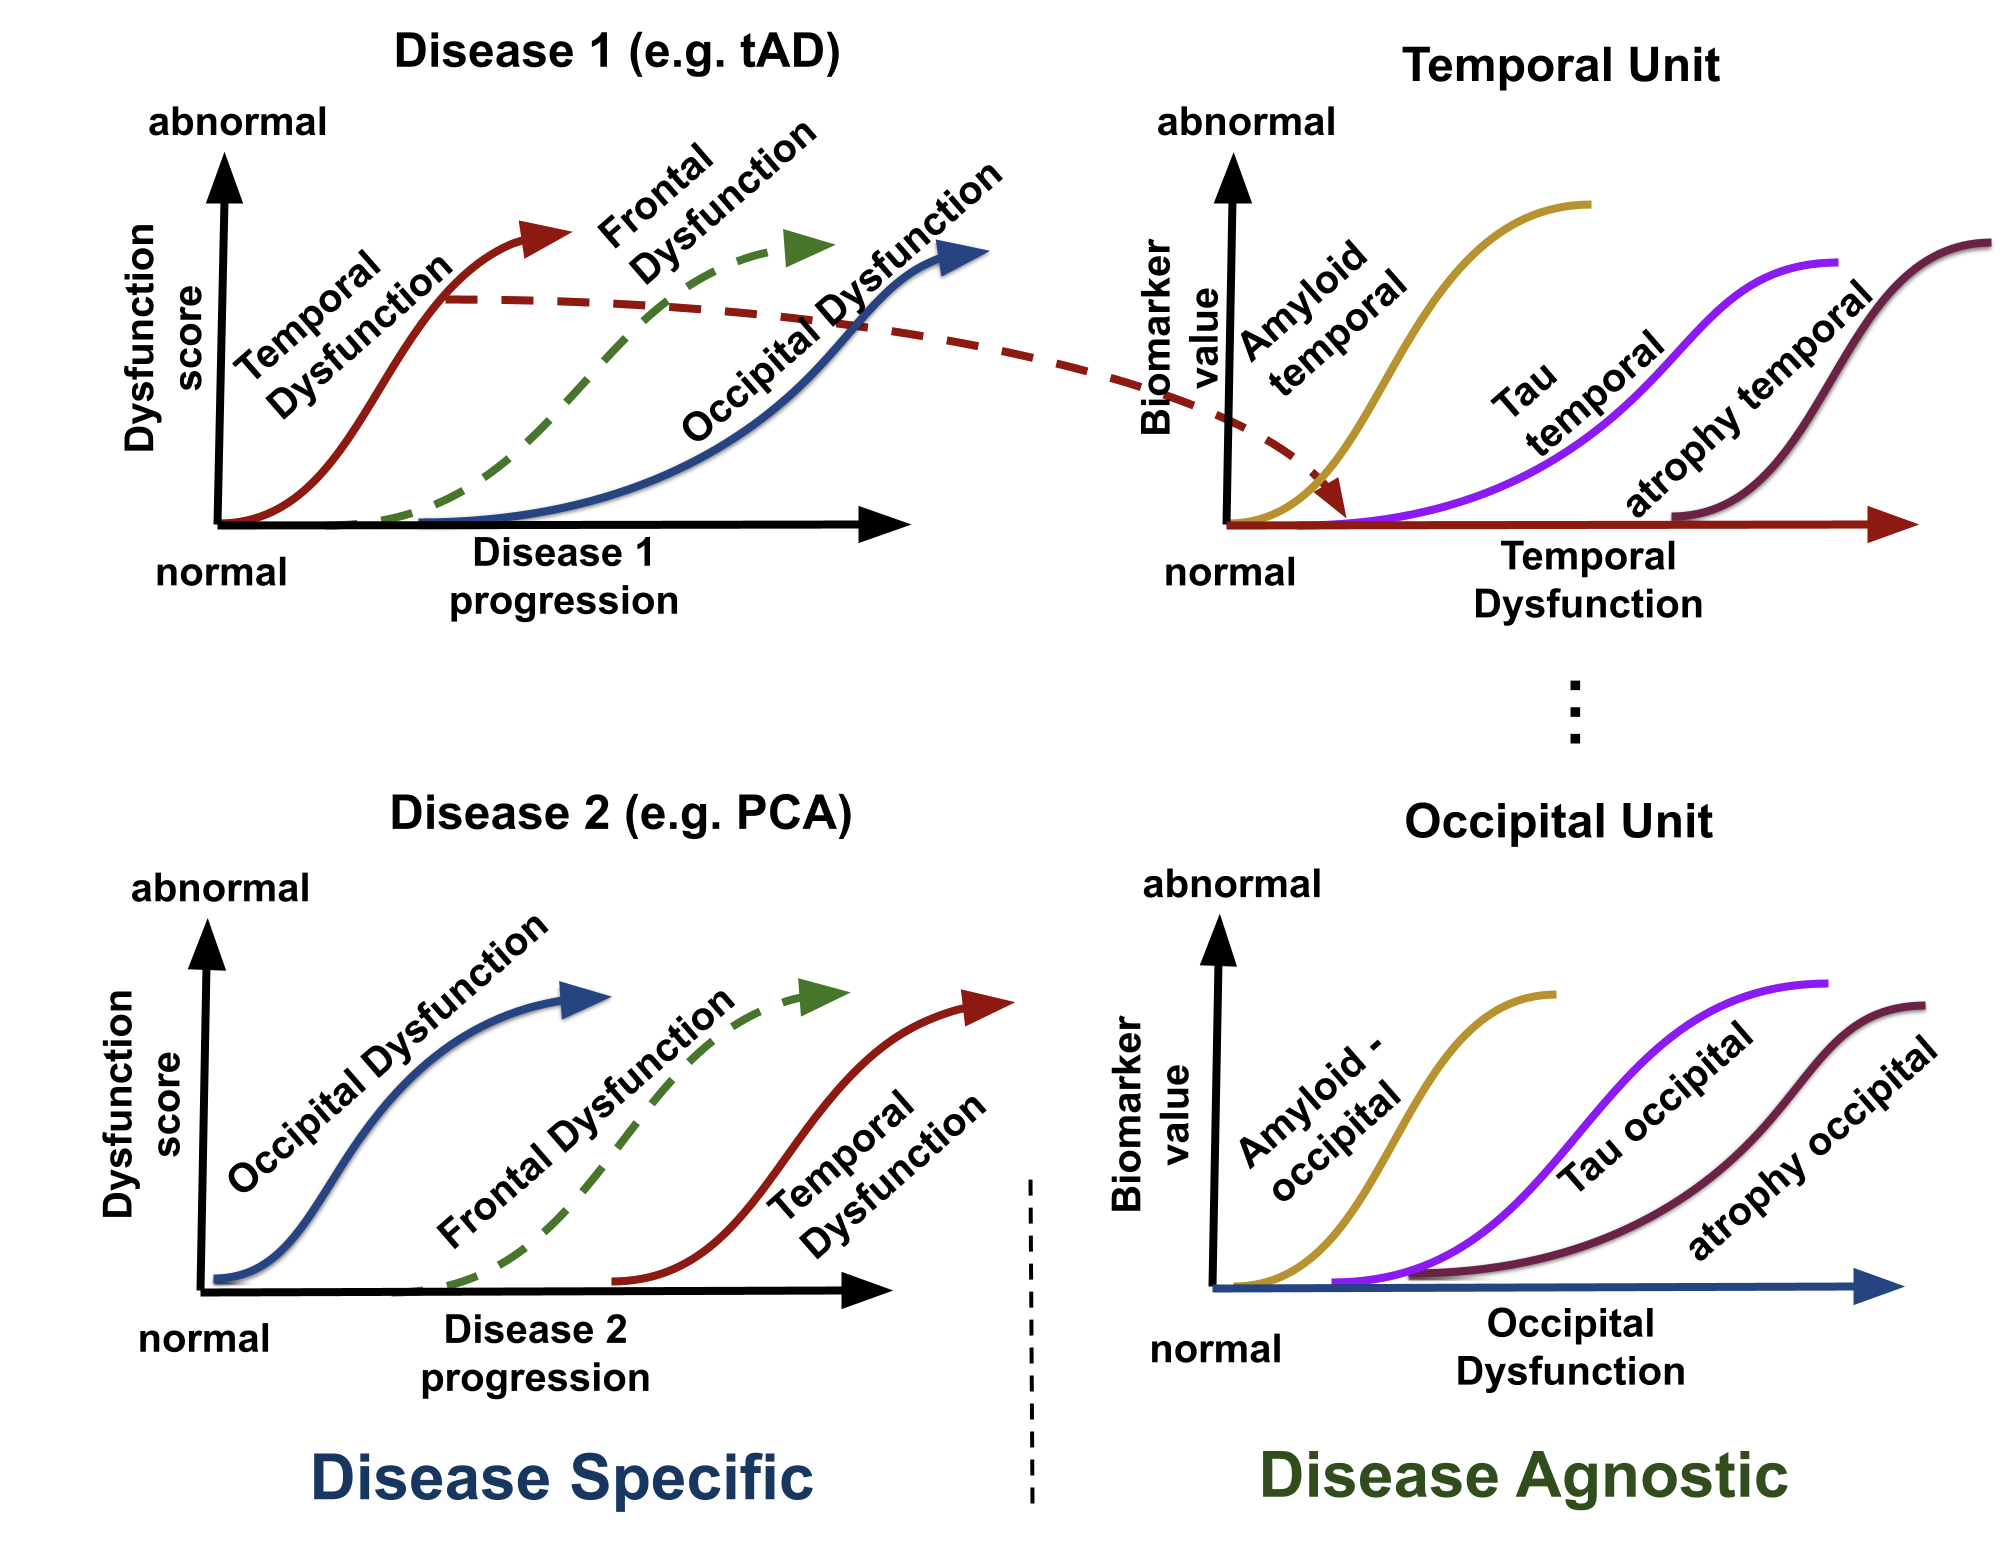 Disease 1 (e.g. tAD)
abnormal
Dysfunction
score
Temporal
Dysfunction
Frontal
Dysfunction
Occipital Dysfunction
normal
Disease 1
progression
Temporal Unit
abnormal
Biomarker
value
Amyloid
temporal
Tau
temporal
atrophy temporal
normal
Temporal
Dysfunction
Disease 2 (e.g. PCA)
abnormal
Dysfunction
score
Occipital Dysfunction
Frontal Dysfunction
Temporal
Dysfunction
normal
Disease 2
progression
Occipital Unit
abnormal
Biomarker
value
Amyloid -
occipital
Tau occipital
atrophy occipital
normal
Occipital
Dysfunction
Disease Specific
Disease Agnostic